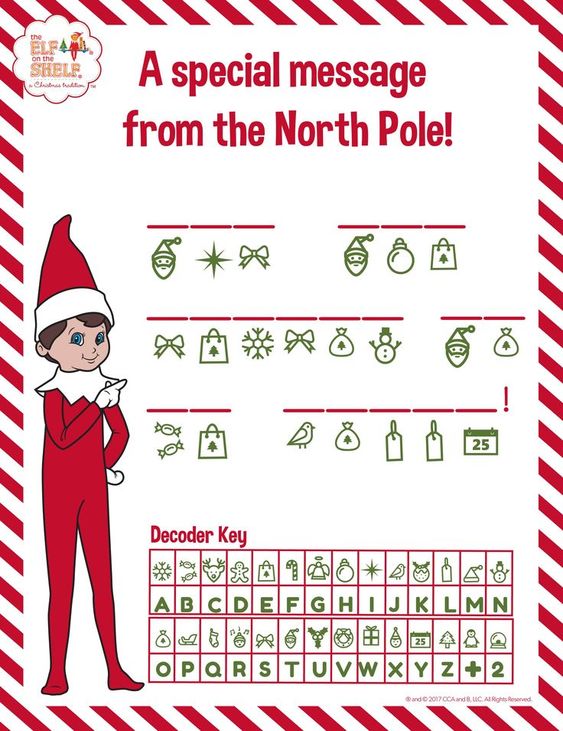 the
ELF
on the
SHELF®
a Christmas tradition™
A special message
from the North Pole!
!
25
Decoder Key
A B C D E F G H I J K L M N
25
O P Q R S T U V W X Y Z + 2
® and © 2017 CCA and B, LLC. All Rights Reserved.